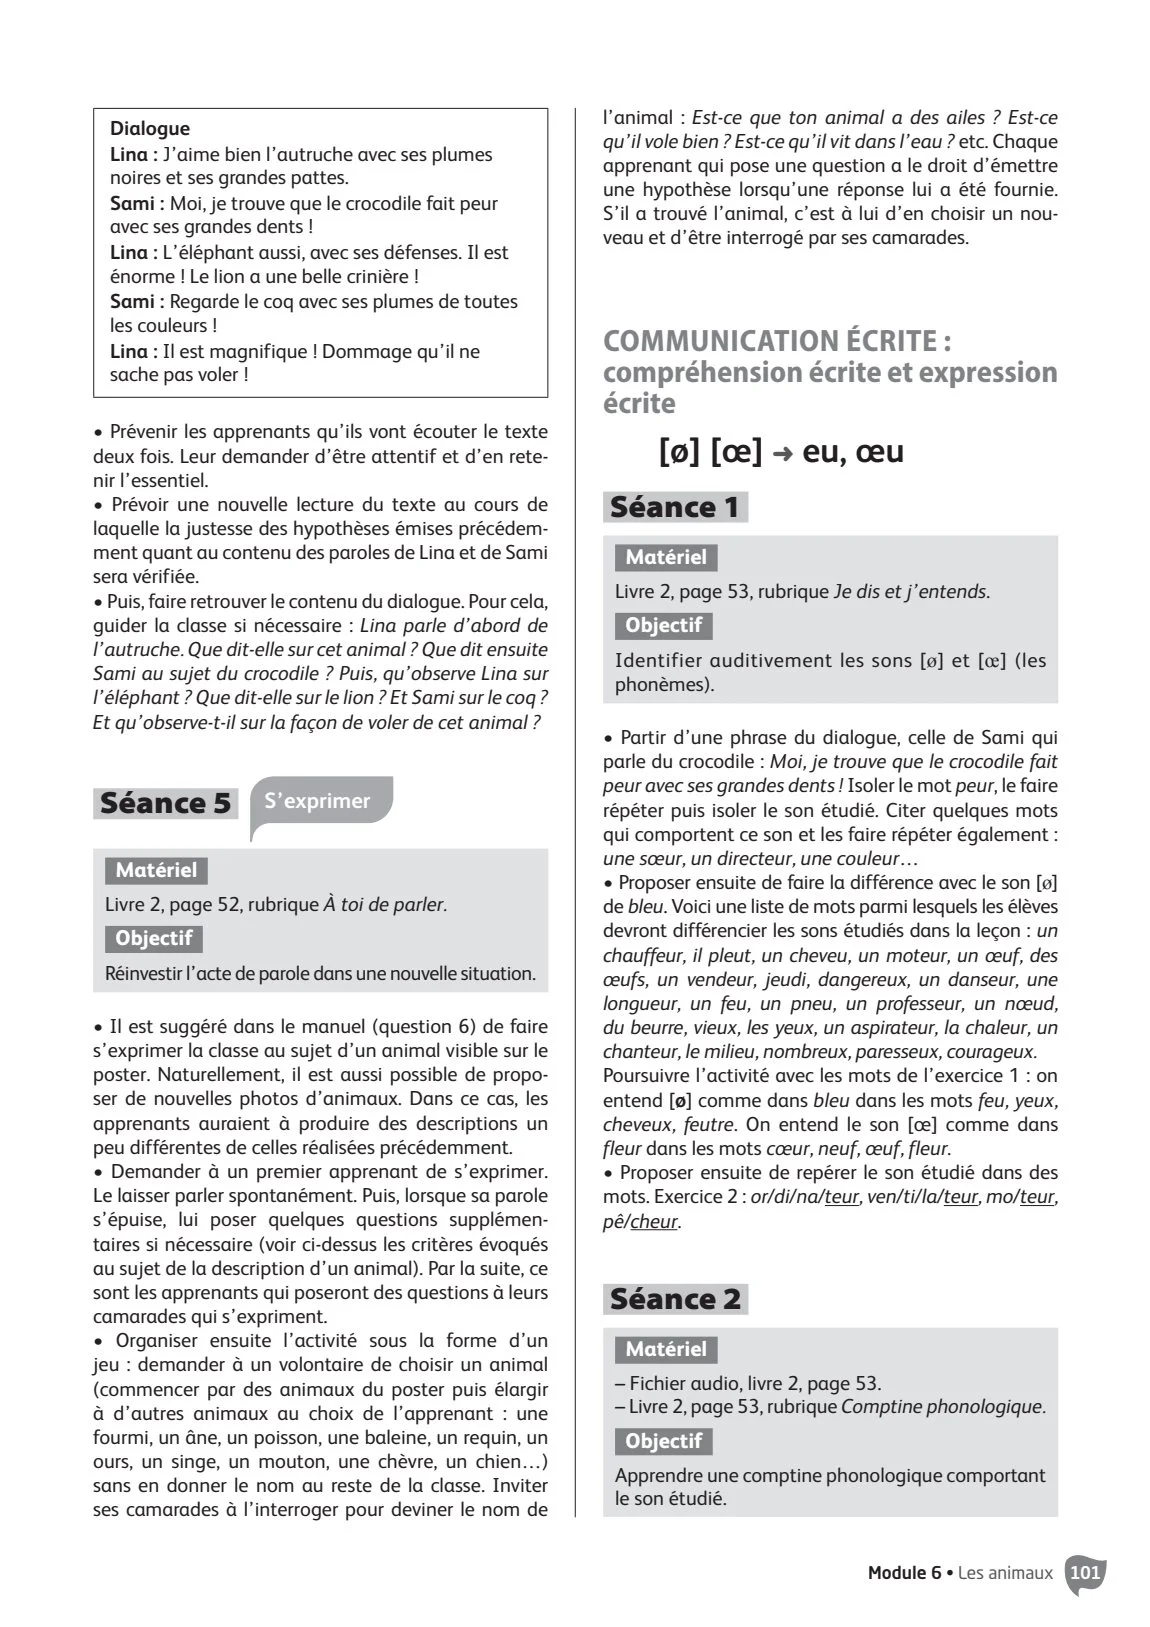 Dialogue
Lina : J’aime bien l’autruche avec ses plumes
noires et ses grandes pattes.
Sami : Moi, je trouve que le crocodile fait peur
avec ses grandes dents !
Lina : L’éléphant aussi, avec ses défenses. Il est
énorme ! Le lion a une belle crinière !
Sami : Regarde le coq avec ses plumes de toutes
les couleurs !
Lina : Il est magnifique ! Dommage qu’il ne
sache pas voler !
• Prévenir les apprenants qu’ils vont écouter le texte
deux fois. Leur demander d’être attentif et d’en rete-
nir l’essentiel.
• Prévoir une nouvelle lecture du texte au cours de
laquelle la justesse des hypothèses émises précédem-
ment quant au contenu des paroles de Lina et de Sami
sera vérifiée.
• Puis, faire retrouver le contenu du dialogue. Pour cela,
guider la classe si nécessaire : Lina parle d’abord de
l’autruche. Que dit-elle sur cet animal ? Que dit ensuite
Sami au sujet du crocodile ? Puis, qu’observe Lina sur
l’éléphant ? Que dit-elle sur le lion ? Et Sami sur le coq ?
Et qu’observe-t-il sur la façon de voler de cet animal ?
Séance 5 S’exprimer
Matériel
Livre 2, page 52, rubrique À toi de parler.
Objectif
Réinvestir l’acte de parole dans une nouvelle situation.
• Il est suggéré dans le manuel (question 6) de faire
s’exprimer la classe au sujet d’un animal visible sur le
poster. Naturellement, il est aussi possible de propo-
ser de nouvelles photos d’animaux. Dans ce cas, les
apprenants auraient à produire des descriptions un
peu différentes de celles réalisées précédemment.
• Demander à un premier apprenant de s’exprimer.
Le laisser parler spontanément. Puis, lorsque sa parole
s’épuise, lui poser quelques questions supplémen-
taires si nécessaire (voir ci-dessus les critères évoqués
au sujet de la description d’un animal). Par la suite, ce
sont les apprenants qui poseront des questions à leurs
camarades qui s’expriment.
• Organiser ensuite l’activité sous la forme d’un
jeu : demander à un volontaire de choisir un animal
(commencer par des animaux du poster puis élargir
à d’autres animaux au choix de l’apprenant : une
fourmi, un âne, un poisson, une baleine, un requin, un
ours, un singe, un mouton, une chèvre, un chien…)
sans en donner le nom au reste de la classe. Inviter
ses camarades à l’interroger pour deviner le nom de
l’animal : Est-ce que ton animal a des ailes ? Est-ce
qu’il vole bien ? Est-ce qu’il vit dans l’eau ? etc. Chaque
apprenant qui pose une question a le droit d’émettre
une hypothèse lorsqu’une réponse lui a été fournie.
S’il a trouvé l’animal, c’est à lui d’en choisir un nou-
veau et d’être interrogé par ses camarades.
COMMUNICATION ÉCRITE :
compréhension écrite et expression
écrite
[ø] [œ] → eu, œu
Séance 1
Matériel
Livre 2, page 53, rubrique Je dis et j’entends.
Objectif
Identifier auditivement les sons [ø] et [œ] (les
phonèmes).
• Partir d’une phrase du dialogue, celle de Sami qui
parle du crocodile : Moi, je trouve que le crocodile fait
peur avec ses grandes dents ! Isoler le mot peur, le faire
répéter puis isoler le son étudié. Citer quelques mots
qui comportent ce son et les faire répéter également :
une sœur, un directeur, une couleur…
• Proposer ensuite de faire la différence avec le son [ø]
de bleu. Voici une liste de mots parmi lesquels les élèves
devront différencier les sons étudiés dans la leçon : un
chauffeur, il pleut, un cheveu, un moteur, un œuf, des
œufs, un vendeur, jeudi, dangereux, un danseur, une
longueur, un feu, un pneu, un professeur, un nœud,
du beurre, vieux, les yeux, un aspirateur, la chaleur, un
chanteur, le milieu, nombreux, paresseux, courageux.
Poursuivre l’activité avec les mots de l’exercice 1 : on
entend [ø] comme dans bleu dans les mots feu, yeux,
cheveux, feutre. On entend le son [œ] comme dans
fleur dans les mots cœur, neuf, œuf, fleur.
• Proposer ensuite de repérer le son étudié dans des
mots. Exercice 2 : or/di/na/teur, ven/ti/la/teur, mo/teur,
pê/cheur.
Séance 2
Matériel
– Fichier audio, livre 2, page 53.
– Livre 2, page 53, rubrique Comptine phonologique.
Objectif
Apprendre une comptine phonologique comportant
le son étudié.
Module 6 • Les animaux 101